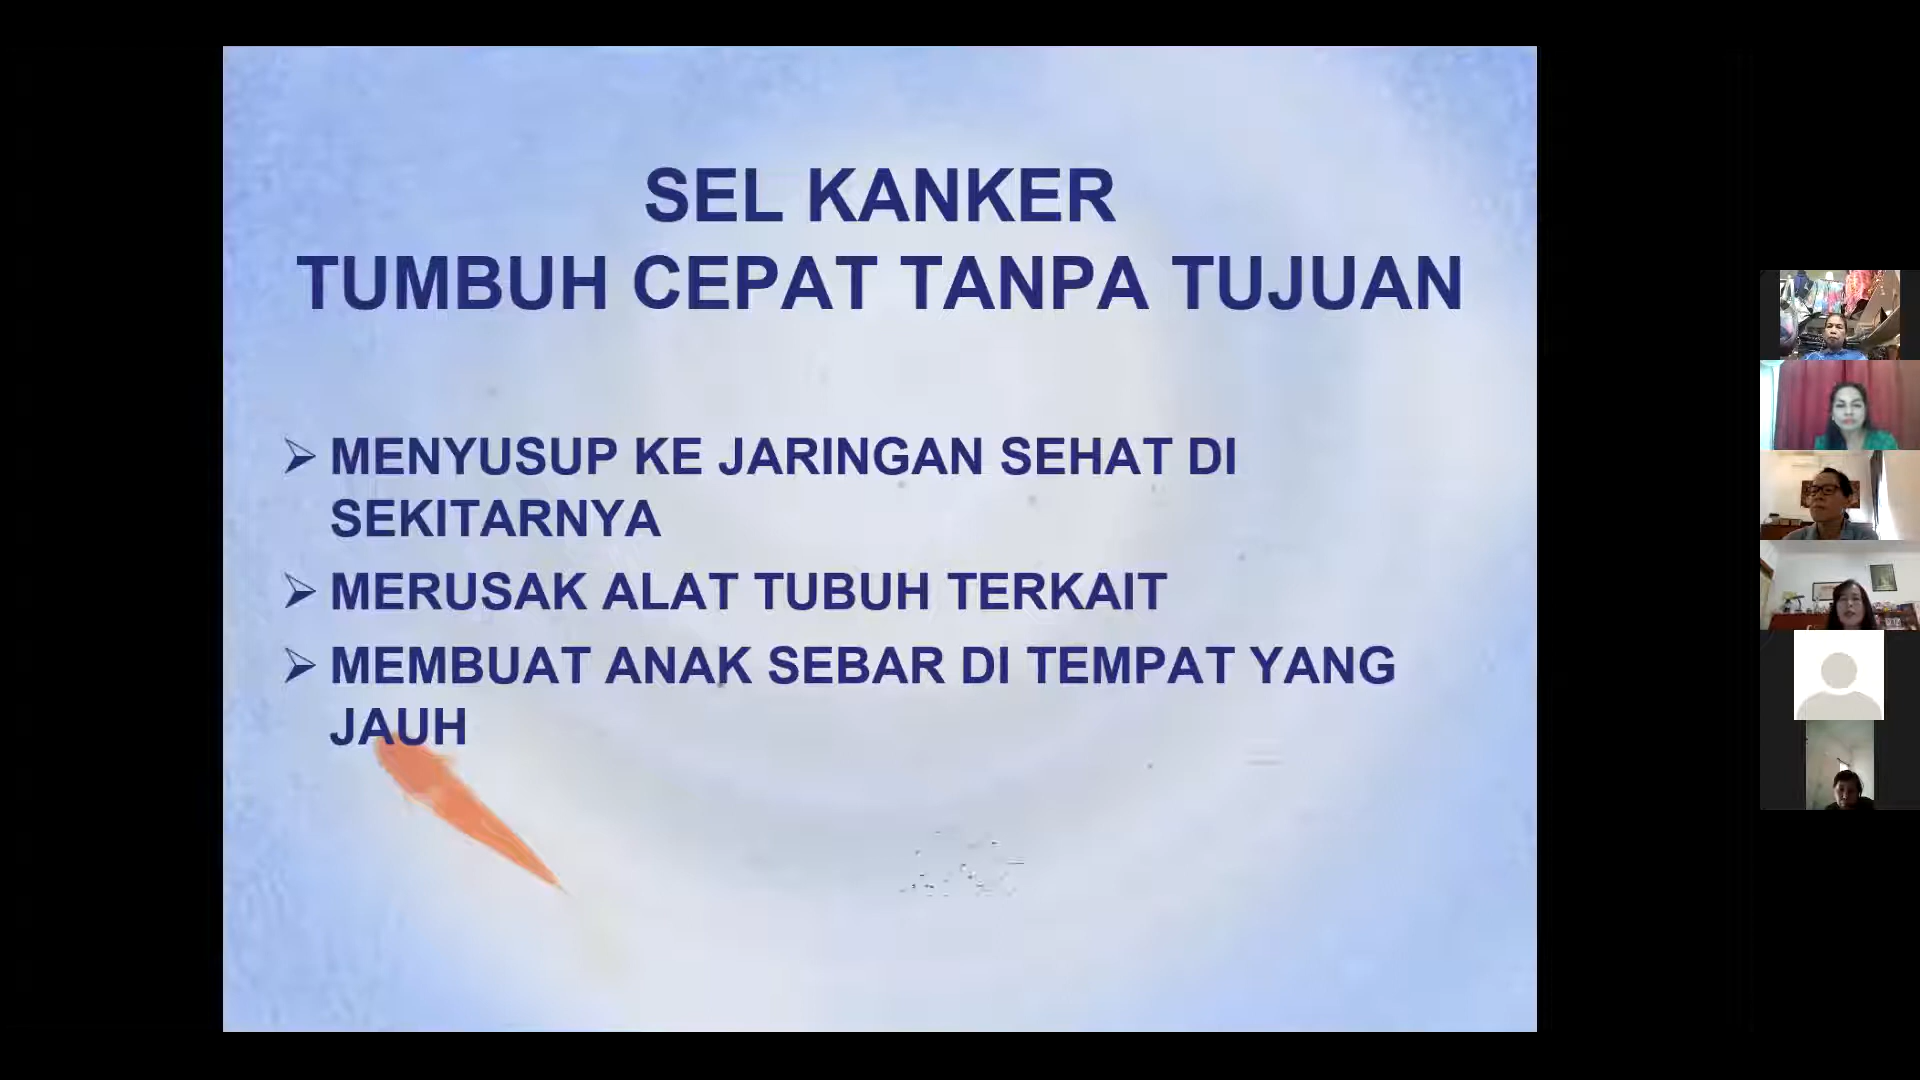 SEL KANKER
TUMBUH CEPAT TANPA TUJUAN
MENYUSUP KE JARINGAN SEHAT DI
SEKITARNYA
MERUSAK ALAT TUBUH TERKAIT
MEMBUAT ANAK SEBAR DI TEMPAT YANG
JAUH